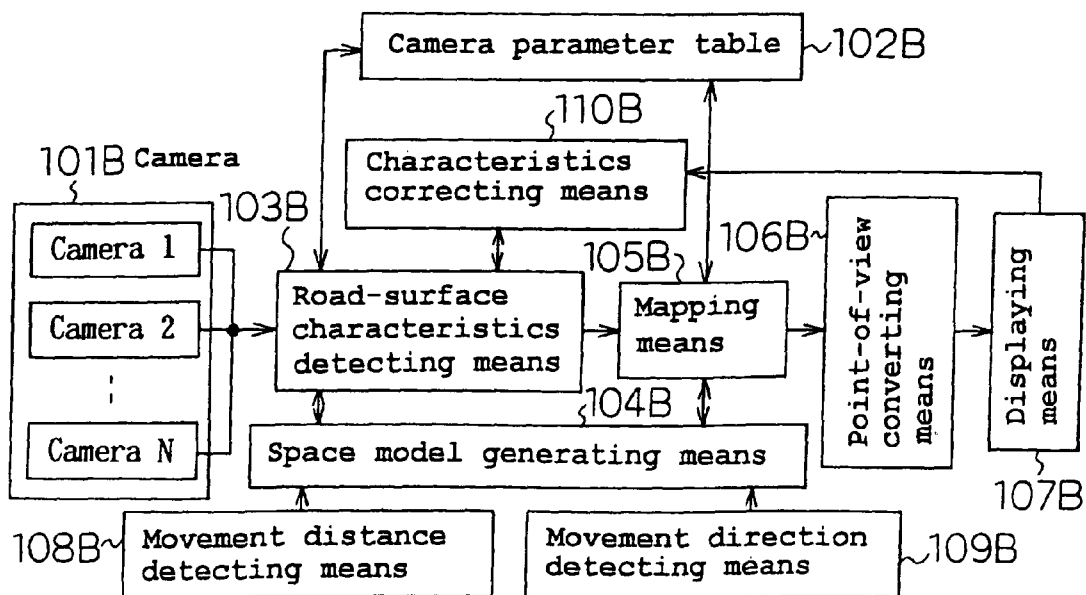 Camera parameter table
102B
110B
Characteristics
correcting means
101B Camera
Camera 1
Camera 2
Camera N
103B
Road-surface
characteristics
detecting means
105B
Mapping
means
106B
Point-of-view
converting
means
Displaying
means
107B
104B
Space model generating means
108B
Movement distance
detecting means
Movement direction
detecting means
109B